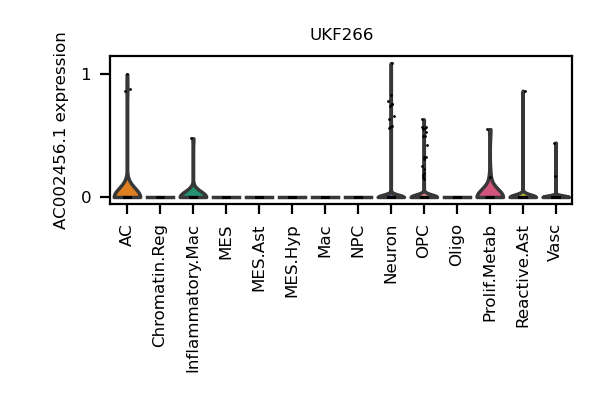 UKF266
AC002456.1 expression
1
0
AC
Chromatin.Reg
Inflammatory.Mac
MES
MES.Ast
MES.Hyp
Mac
NPC
Neuron
OPC
Oligo
Prolif.Metab
Reactive.Ast
Vasc